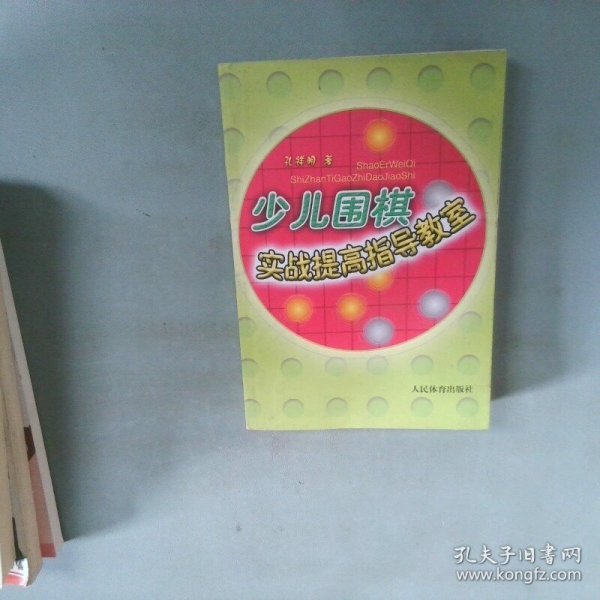 孔祥明 著
ShaoErWeiQi
ShiZhanTiGaoZhiDaoJiaoShi
少儿围棋
实战提高指导教室
人民体育出版社
孔夫子旧书网
www.kongfz.com